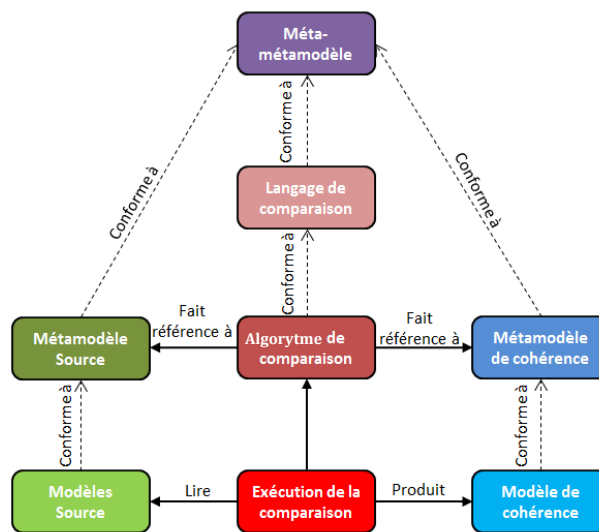 Méta-
métamodèle
Conforme à
Conforme à
Conforme à
Langage de
comparaison
Conforme à
Fait
référence à
Fait
référence à
Métamodèle
Source
Algorytme de
comparaison
Métamodèle
de cohérence
Conforme à
Conforme à
Modèles
Source
Lire
Exécution de la
comparaison
Produit
Modèle de
cohérence